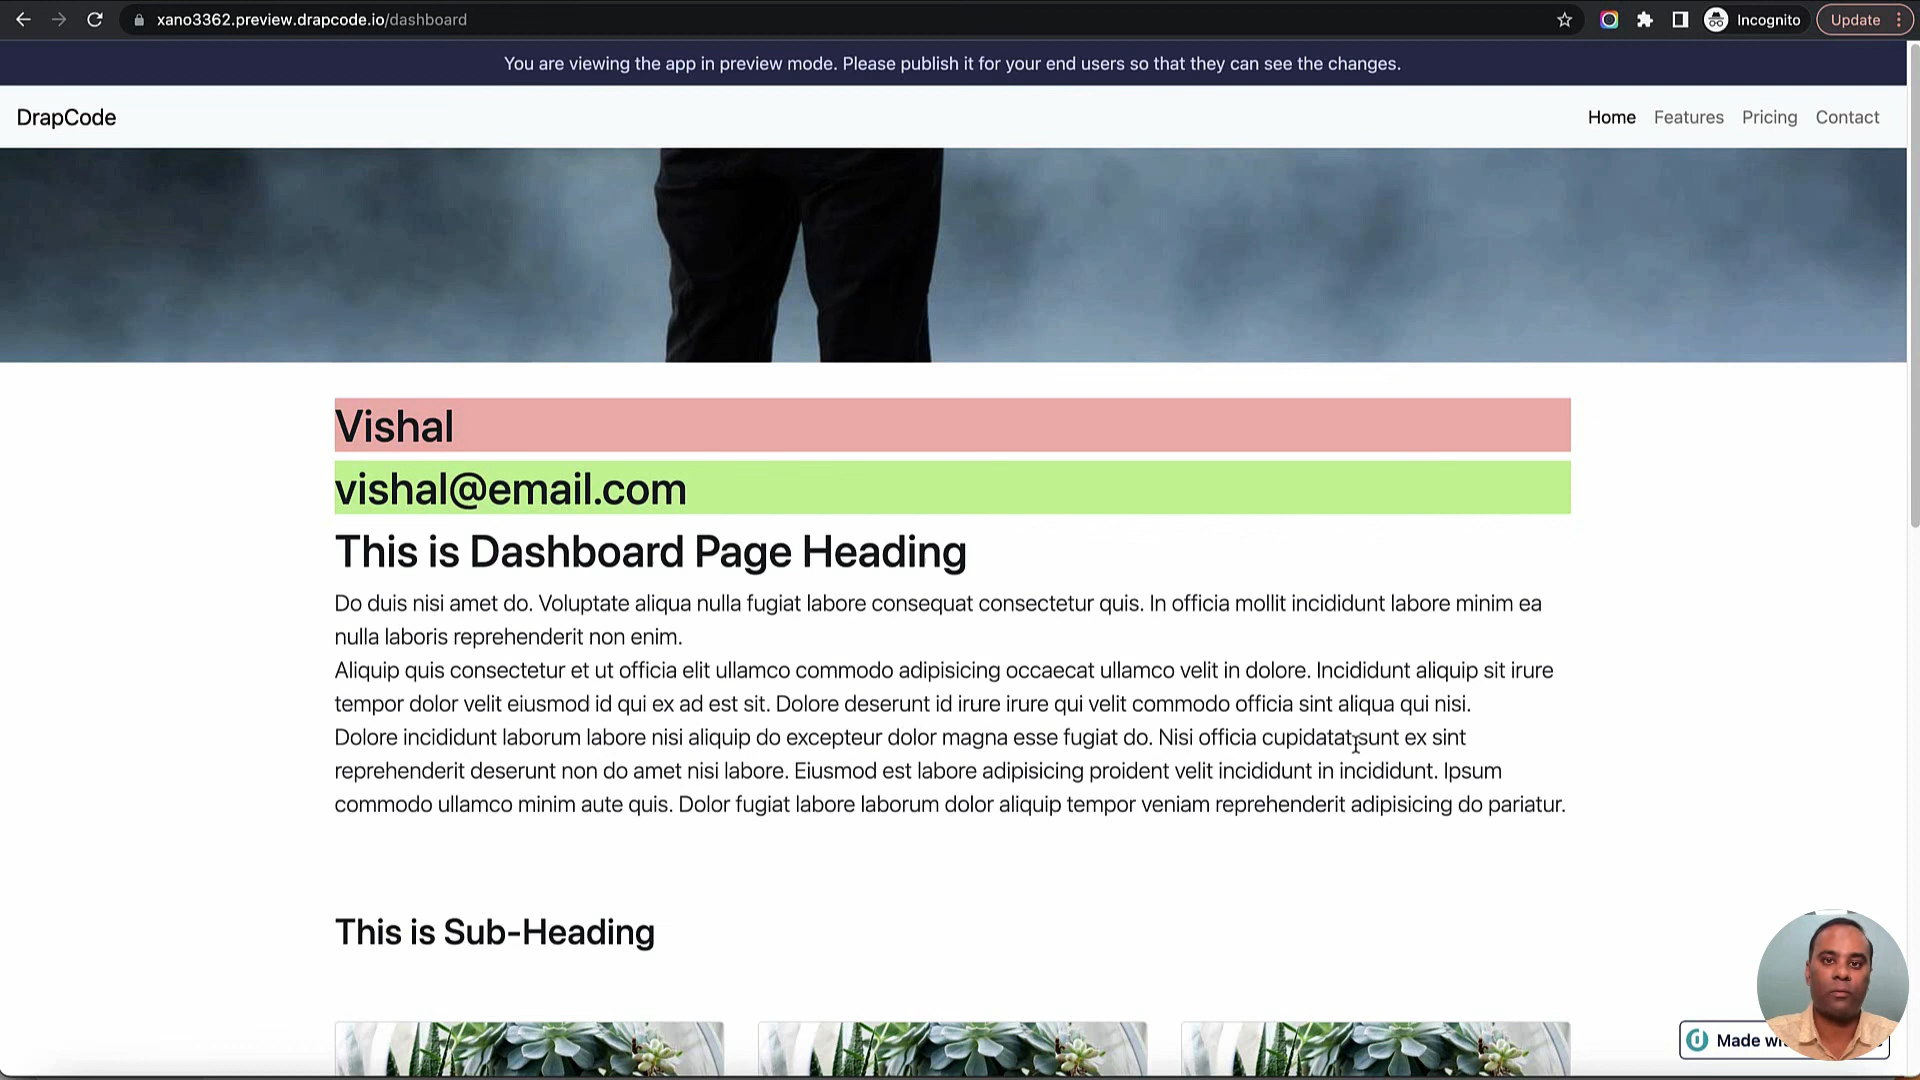 xano3362.preview.drapcode.io/dashboard
Incognito
Update
You are viewing the app in preview mode. Please publish it for your end users so that they can see the changes.
DrapCode
Home Features Pricing Contact
Vishal
vishal@email.com
This is Dashboard Page Heading
Do duis nisi amet do. Voluptate aliqua nulla fugiat labore consequat consectetur quis. In officia mollit incididunt labore minim ea
nulla laboris reprehenderit non enim.
Aliquip quis consectetur et ut officia elit ullamco commodo adipisicing occaecat ullamco velit in dolore. Incididunt aliquip sit irure
tempor dolor velit eiusmod id qui ex ad est sit. Dolore deserunt id irure irure qui velit commodo officia sint aliqua qui nisi.
Dolore incididunt laborum labore nisi aliquip do excepteur dolor magna esse fugiat do. Nisi officia cupidatat sunt ex sint
reprehenderit deserunt non do amet nisi labore. Eiusmod est labore adipisicing proident velit incididunt in incididunt. Ipsum
commodo ullamco minim aute quis. Dolor fugiat labore laborum dolor aliquip tempor veniam reprehenderit adipisicing do pariatur.
This is Sub-Heading
Made